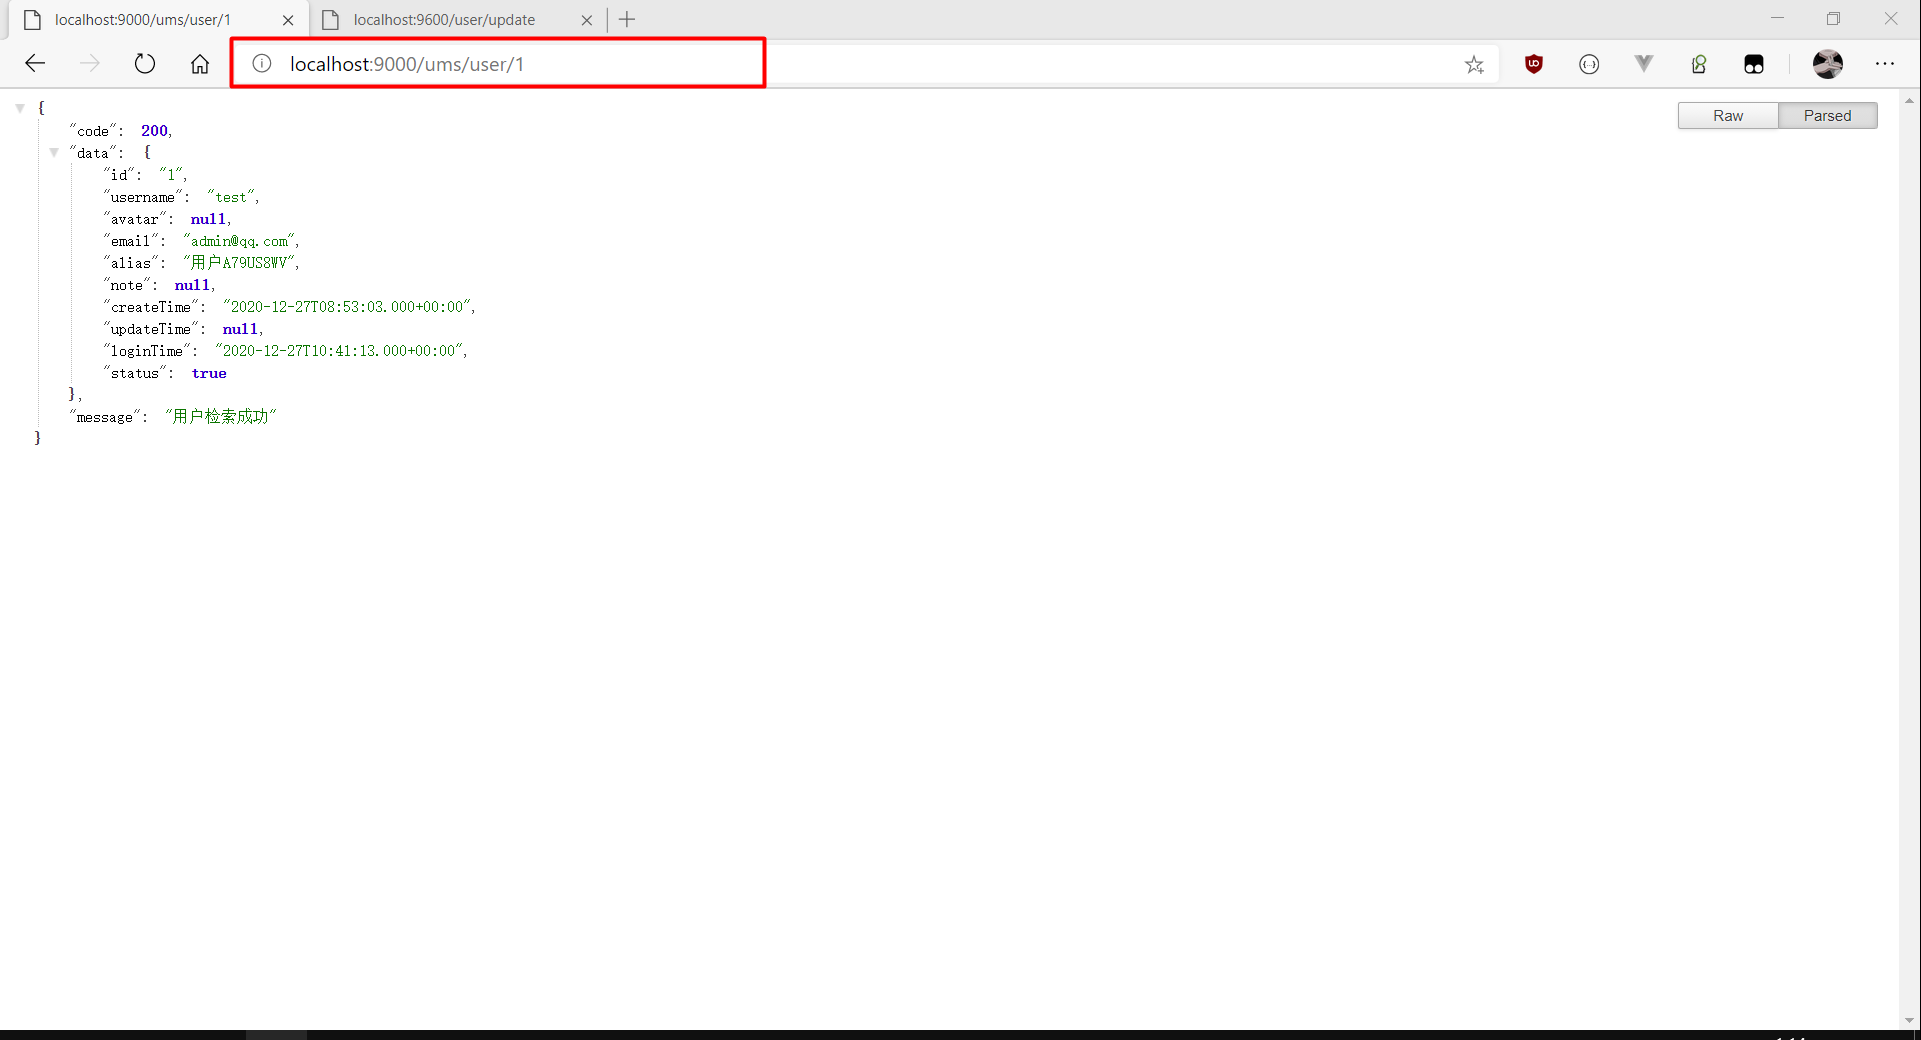 localhost:9000/ums/user/1
localhost:9600/user/update
localhost:9000/ums/user/1
Raw
Parsed
{
"code": 200,
"data": {
"id": "1",
"username": "test",
"avatar": null,
"email": "admin@qq.com",
"alias": "用户A79US8WV",
"note": null,
"createTime": "2020-12-27T08:53:03.000+00:00",
"updateTime": null,
"loginTime": "2020-12-27T10:41:13.000+00:00",
"status": true
},
"message": "用户检索成功"
}